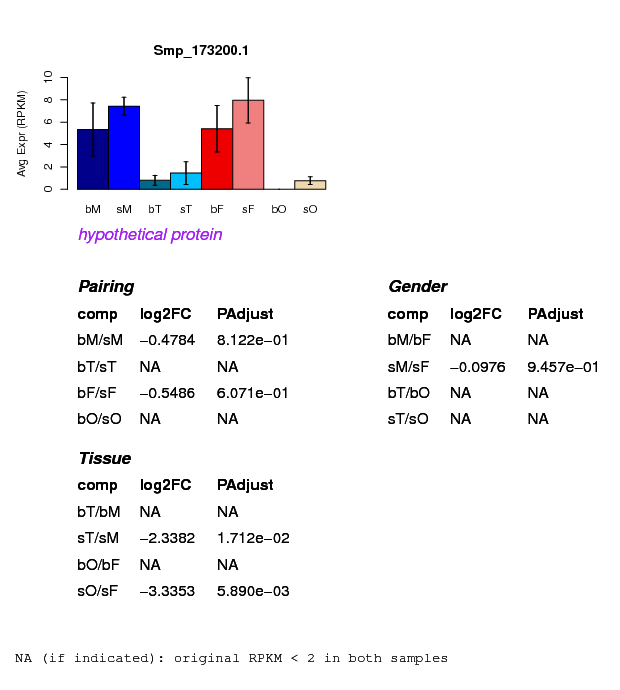 Smp_173200.1
Avg Expr (RPKM)
0 2 4 6 8 10
bM sM bT sT bF sF bO sO
hypothetical protein
Pairing
comp log2FC PAdjust
bM/sM −0.4784 8.122e−01
bT/sT NA NA
bF/sF −0.5486 6.071e−01
bO/sO NA NA
Gender
comp log2FC PAdjust
bM/bF NA NA
sM/sF −0.0976 9.457e−01
bT/bO NA NA
sT/sO NA NA
Tissue
comp log2FC PAdjust
bT/bM NA NA
sT/sM −2.3382 1.712e−02
bO/bF NA NA
sO/sF −3.3353 5.890e−03
NA (if indicated): original RPKM < 2 in both samples